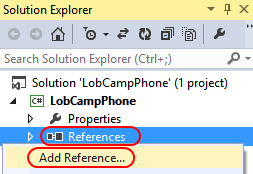 Solution Explorer
Search Solution Explorer (Ctrl+;)
Solution 'LobCampPhone' (1 project)
C# LobCampPhone
Properties
References
Add Reference...